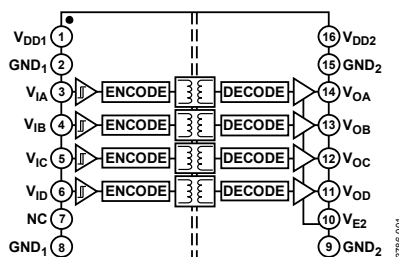 VDD1 1 16 VDD2
GND1 2 15 GND2
VIA 3 ENCODE DECODE 14 VOA
VIB 4 ENCODE DECODE 13 VOB
VIC 5 ENCODE DECODE 12 VOC
VID 6 ENCODE DECODE 11 VOD
NC 7 10 VE2
GND1 8 9 GND2